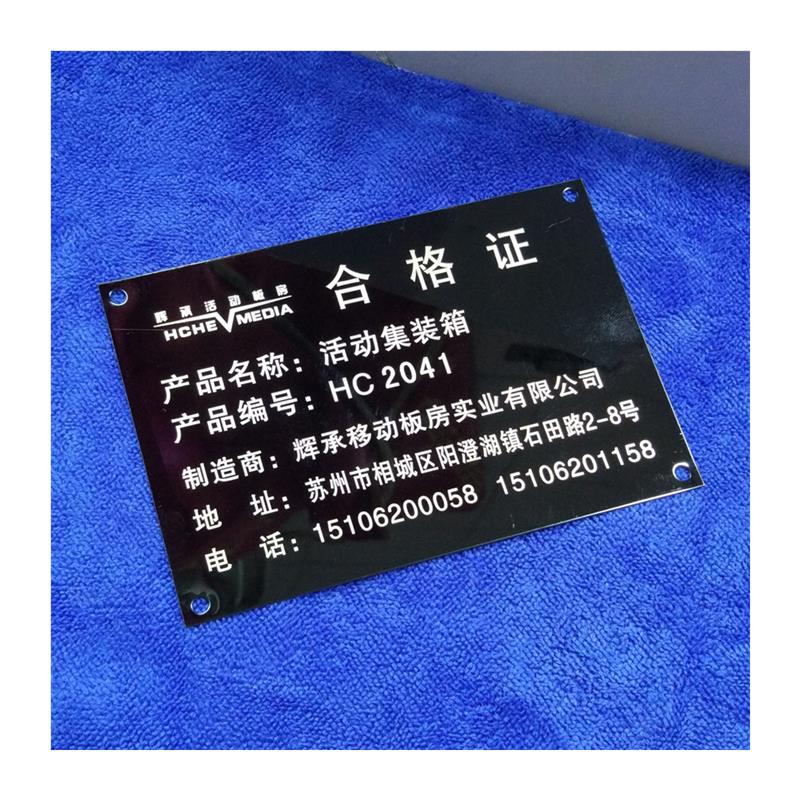 合格证
辉承活动板房
HCHEVMEDIA
产品名称：活动集装箱
产品编号：HC2041
制造商：辉承移动板房实业有限公司
地 址：苏州市相城区阳澄湖镇石田路2-8号
电 话：15106200058 15106201158